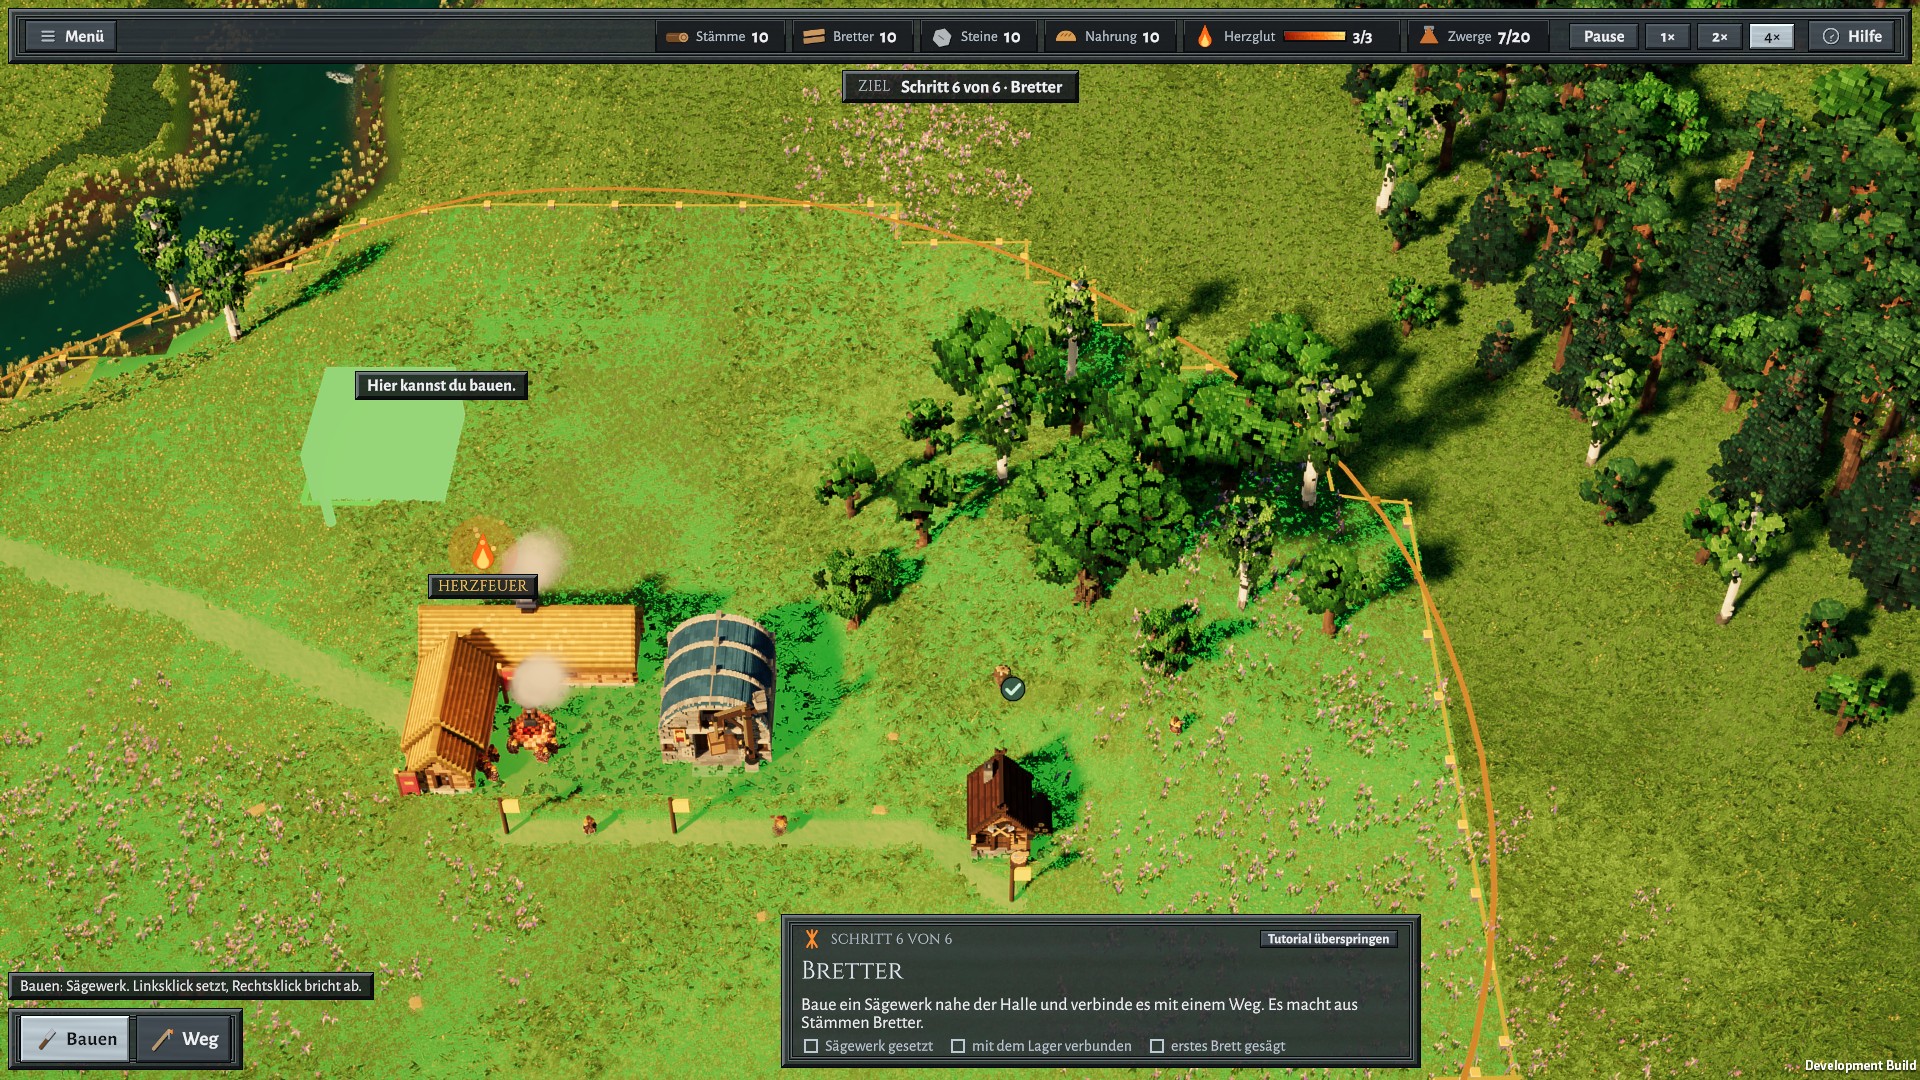 Menü
Stämme 10
Bretter 10
Steine 10
Nahrung 10
Herzglut 3/3
Zwerge 7/20
Pause
1×
2×
4×
Hilfe
ZIEL Schritt 6 von 6 · Bretter
Hier kannst du bauen.
HERZFEUER
SCHRITT 6 VON 6
Tutorial überspringen
BRETTER
Baue ein Sägewerk nahe der Halle und verbinde es mit einem Weg. Es macht aus
Stämmen Bretter.
Sägewerk gesetzt
mit dem Lager verbunden
erstes Brett gesägt
Bauen: Sägewerk. Linksklick setzt, Rechtsklick bricht ab.
Bauen
Weg
Development Build